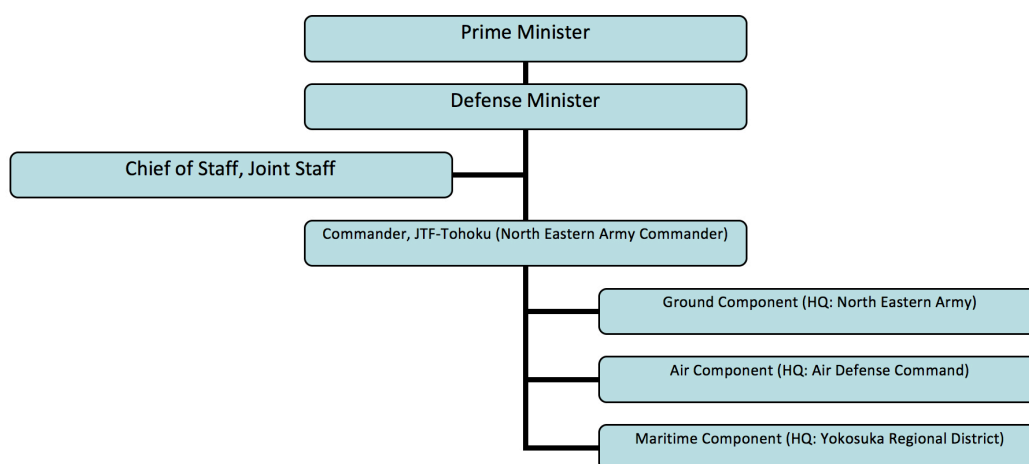 Prime Minister
Defense Minister
Chief of Staff, Joint Staff
Commander, JTF-Tohoku (North Eastern Army Commander)
Ground Component (HQ: North Eastern Army)
Air Component (HQ: Air Defense Command)
Maritime Component (HQ: Yokosuka Regional District)